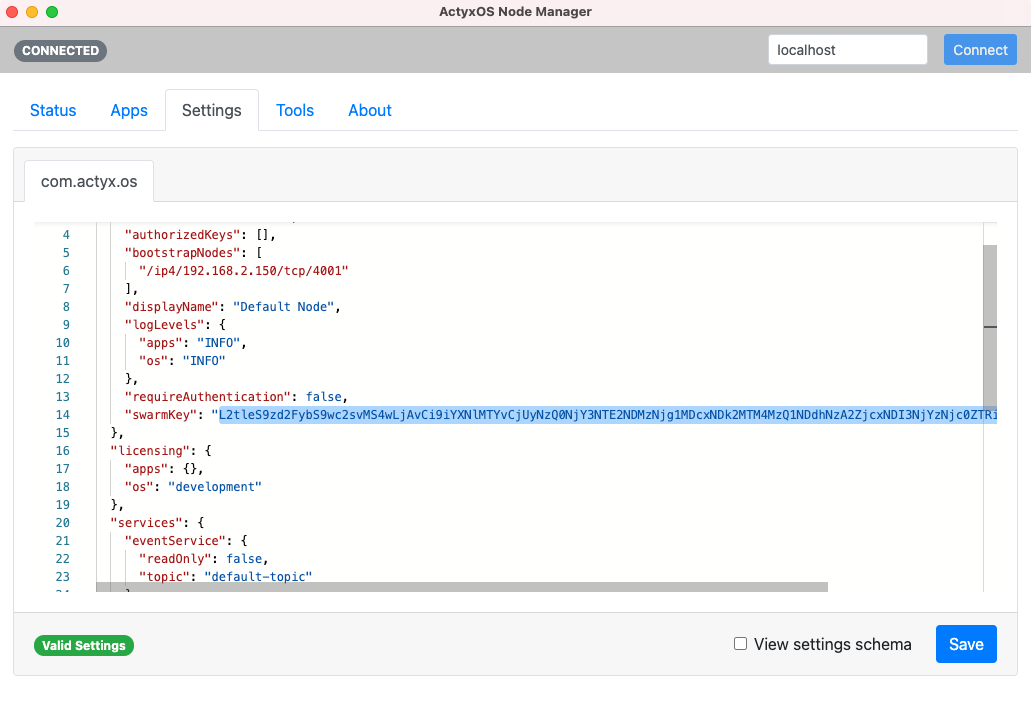 ActyxOS Node Manager
CONNECTED
localhost
Connect
Status
Apps
Settings
Tools
About
com.actyx.os
4 "authorizedKeys": [],
5 "bootstrapNodes": [
6 "/ip4/192.168.2.150/tcp/4001"
7 ],
8 "displayName": "Default Node",
9 "logLevels": {
10 "apps": "INFO",
11 "os": "INFO"
12 },
13 "requireAuthentication": false,
14 "swarmKey": "L2tleS9zd2FybS9wc2svMS4wLjAvCi9iYXNlMTYvCjUyNzQ0NjY3NTE2NDMzNjg1MDcxNDk2MTM4MzQ1NDdhNzA2ZjcxNDI3NjYzNjc0ZTRi
15 },
16 "licensing": {
17 "apps": {},
18 "os": "development"
19 },
20 "services": {
21 "eventService": {
22 "readOnly": false,
23 "topic": "default-topic"
Valid Settings
View settings schema
Save